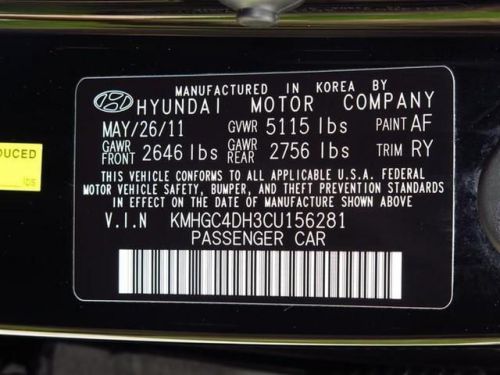 MANUFACTURED IN KOREA BY
HYUNDAI MOTOR COMPANY
MAY/26/11 GVWR 5115 lbs PAINT AF
GAWR FRONT 2646 lbs GAWR REAR 2756 lbs TRIM RY
THIS VEHICLE CONFORMS TO ALL APPLICABLE U.S.A. FEDERAL
MOTOR VEHICLE SAFETY, BUMPER, AND THEFT PREVENTION STANDARDS
IN EFFECT ON THE DATE OF MANUFACTURE SHOWN ABOVE.
V.I.N KMHGC4DH3CU156281
PASSENGER CAR
DUCED